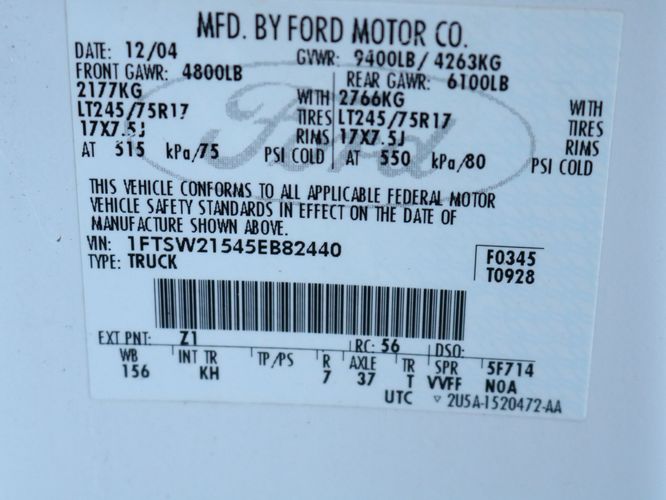 MFD. BY FORD MOTOR CO.
DATE: 12/04 GVWR: 9400LB/ 4263KG
FRONT GAWR: 4800LB REAR GAWR: 6100LB
2177KG WITH 2766KG WITH
LT245/75R17 TIRES LT245/75R17 TIRES
17X7.5J RIMS 17X7.5J RIMS
AT 515 kPa/75 PSI COLD AT 550 kPa/80 PSI COLD
Ford
THIS VEHICLE CONFORMS TO ALL APPLICABLE FEDERAL MOTOR
VEHICLE SAFETY STANDARDS IN EFFECT ON THE DATE OF
MANUFACTURE SHOWN ABOVE.
VIN: 1FTSW21545EB82440
TYPE: TRUCK
F0345
T0928
EXT PNT: Z1 RC: 56 DSO:
WB INT TR TP/PS R AXLE TR SPR 5F714
156 KH 7 37 T VVFF N0A
UTC ▽ 2U5A-1520472-AA